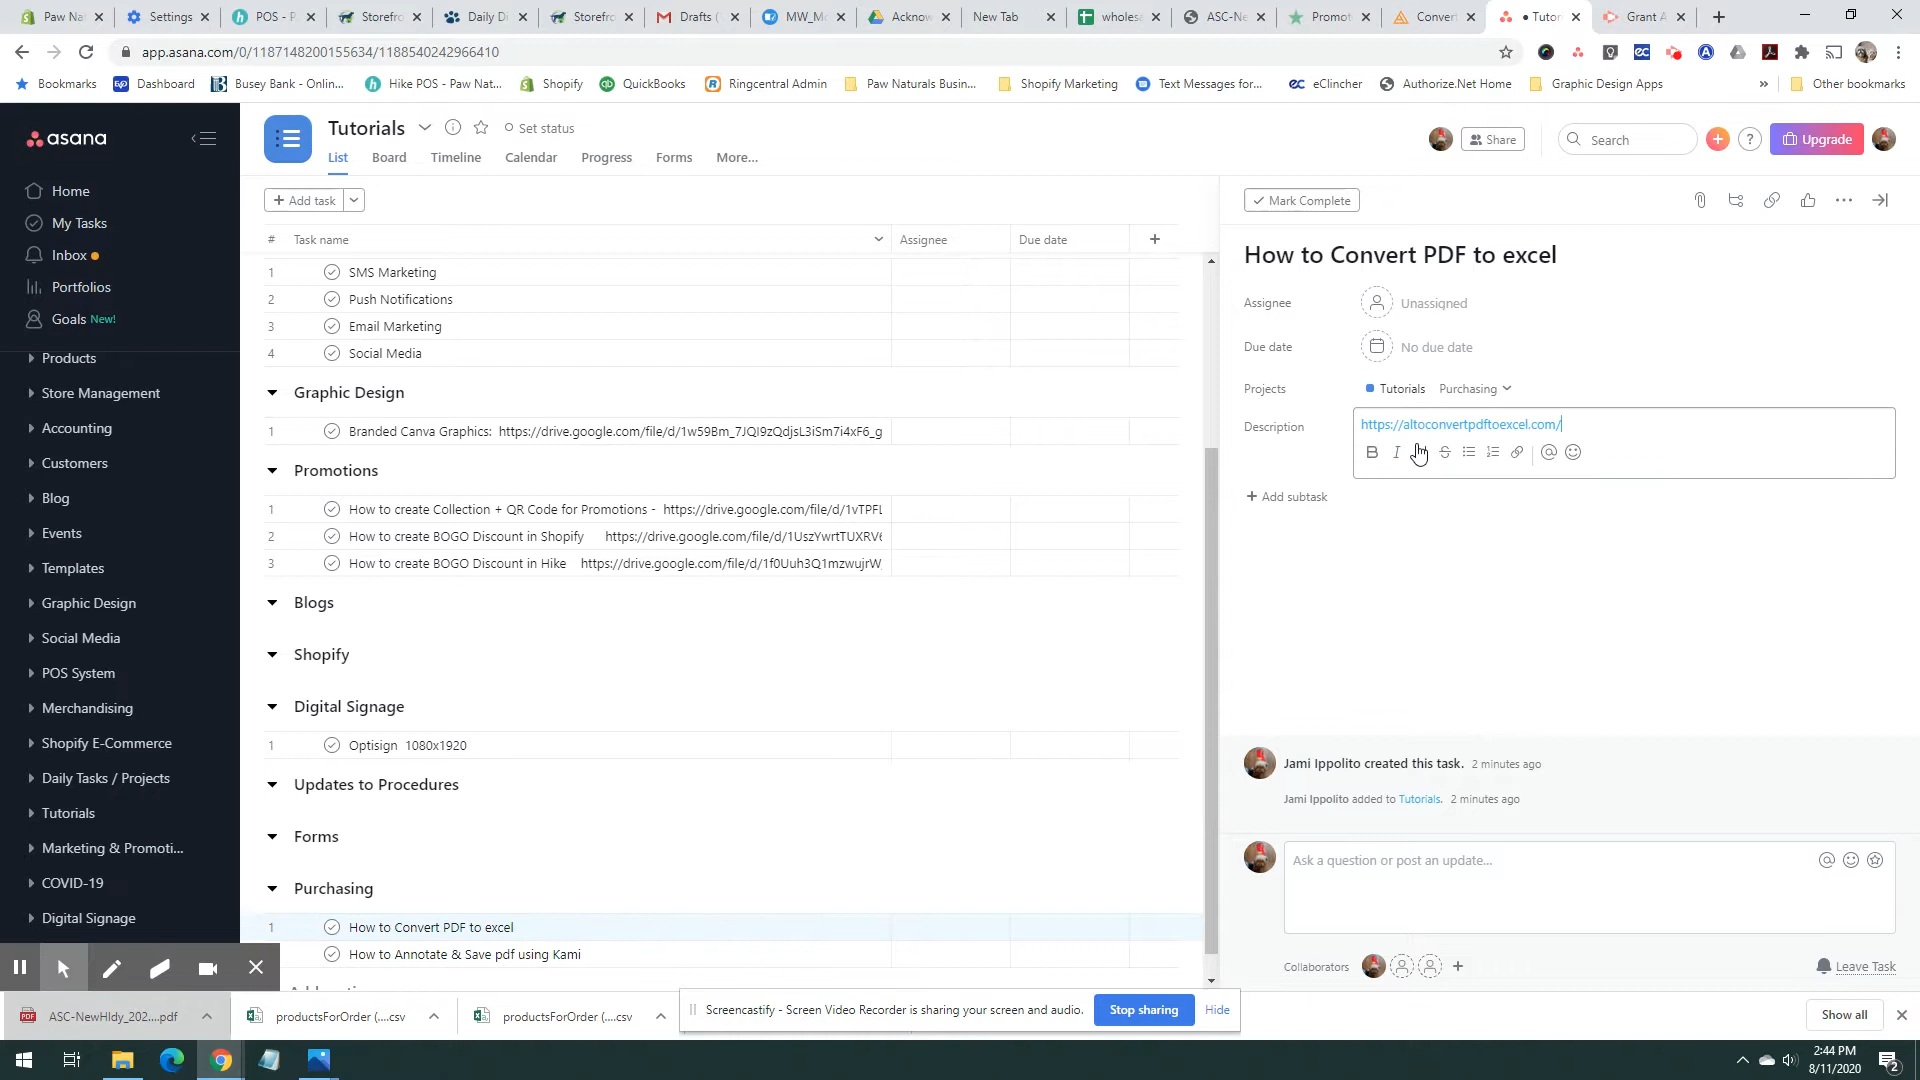 Paw Nat
Settings
POS - P
Storefro
Daily Di
Storefro
Drafts (
MW_Ma
Acknow
New Tab
wholesa
ASC-Ne
Promot
Convert
• Tutori
Grant A
app.asana.com/0/1187148200155634/1188540242966410
Bookmarks
Dashboard
Busey Bank - Onlin...
Hike POS - Paw Nat...
Shopify
QuickBooks
Ringcentral Admin
Paw Naturals Busin...
Shopify Marketing
Text Messages for...
eClincher
Authorize.Net Home
Graphic Design Apps
»
Other bookmarks
asana
Home
My Tasks
Inbox
Portfolios
Goals New!
Products
Store Management
Accounting
Customers
Blog
Events
Templates
Graphic Design
Social Media
POS System
Merchandising
Shopify E-Commerce
Daily Tasks / Projects
Tutorials
Marketing & Promoti...
COVID-19
Digital Signage
Tutorials
Set status
List
Board
Timeline
Calendar
Progress
Forms
More...
Share
Search
Upgrade
+ Add task
# Task name
Assignee
Due date
1 SMS Marketing
2 Push Notifications
3 Email Marketing
4 Social Media
Graphic Design
1 Branded Canva Graphics: https://drive.google.com/file/d/1w59Bm_7JQI9zQdjsL3iSm7i4xF6_g
Promotions
1 How to create Collection + QR Code for Promotions - https://drive.google.com/file/d/1vTPFL
2 How to create BOGO Discount in Shopify https://drive.google.com/file/d/1UszYwrtTUXRV6
3 How to create BOGO Discount in Hike https://drive.google.com/file/d/1f0Uuh3Q1mzwujrW
Blogs
Shopify
Digital Signage
1 Optisign 1080x1920
Updates to Procedures
Forms
Purchasing
1 How to Convert PDF to excel
How to Annotate & Save pdf using Kami
Mark Complete
How to Convert PDF to excel
Assignee
Unassigned
Due date
No due date
Projects
Tutorials
Purchasing
Description
https://altoconvertpdftoexcel.com/
B I S
+ Add subtask
Jami Ippolito created this task. 2 minutes ago
Jami Ippolito added to Tutorials. 2 minutes ago
Ask a question or post an update...
Collaborators
Leave Task
ASC-NewHldy_202....pdf
productsForOrder (....csv
productsForOrder (....csv
Screencastify - Screen Video Recorder is sharing your screen and audio.
Stop sharing
Hide
Show all
2:44 PM
8/11/2020
2